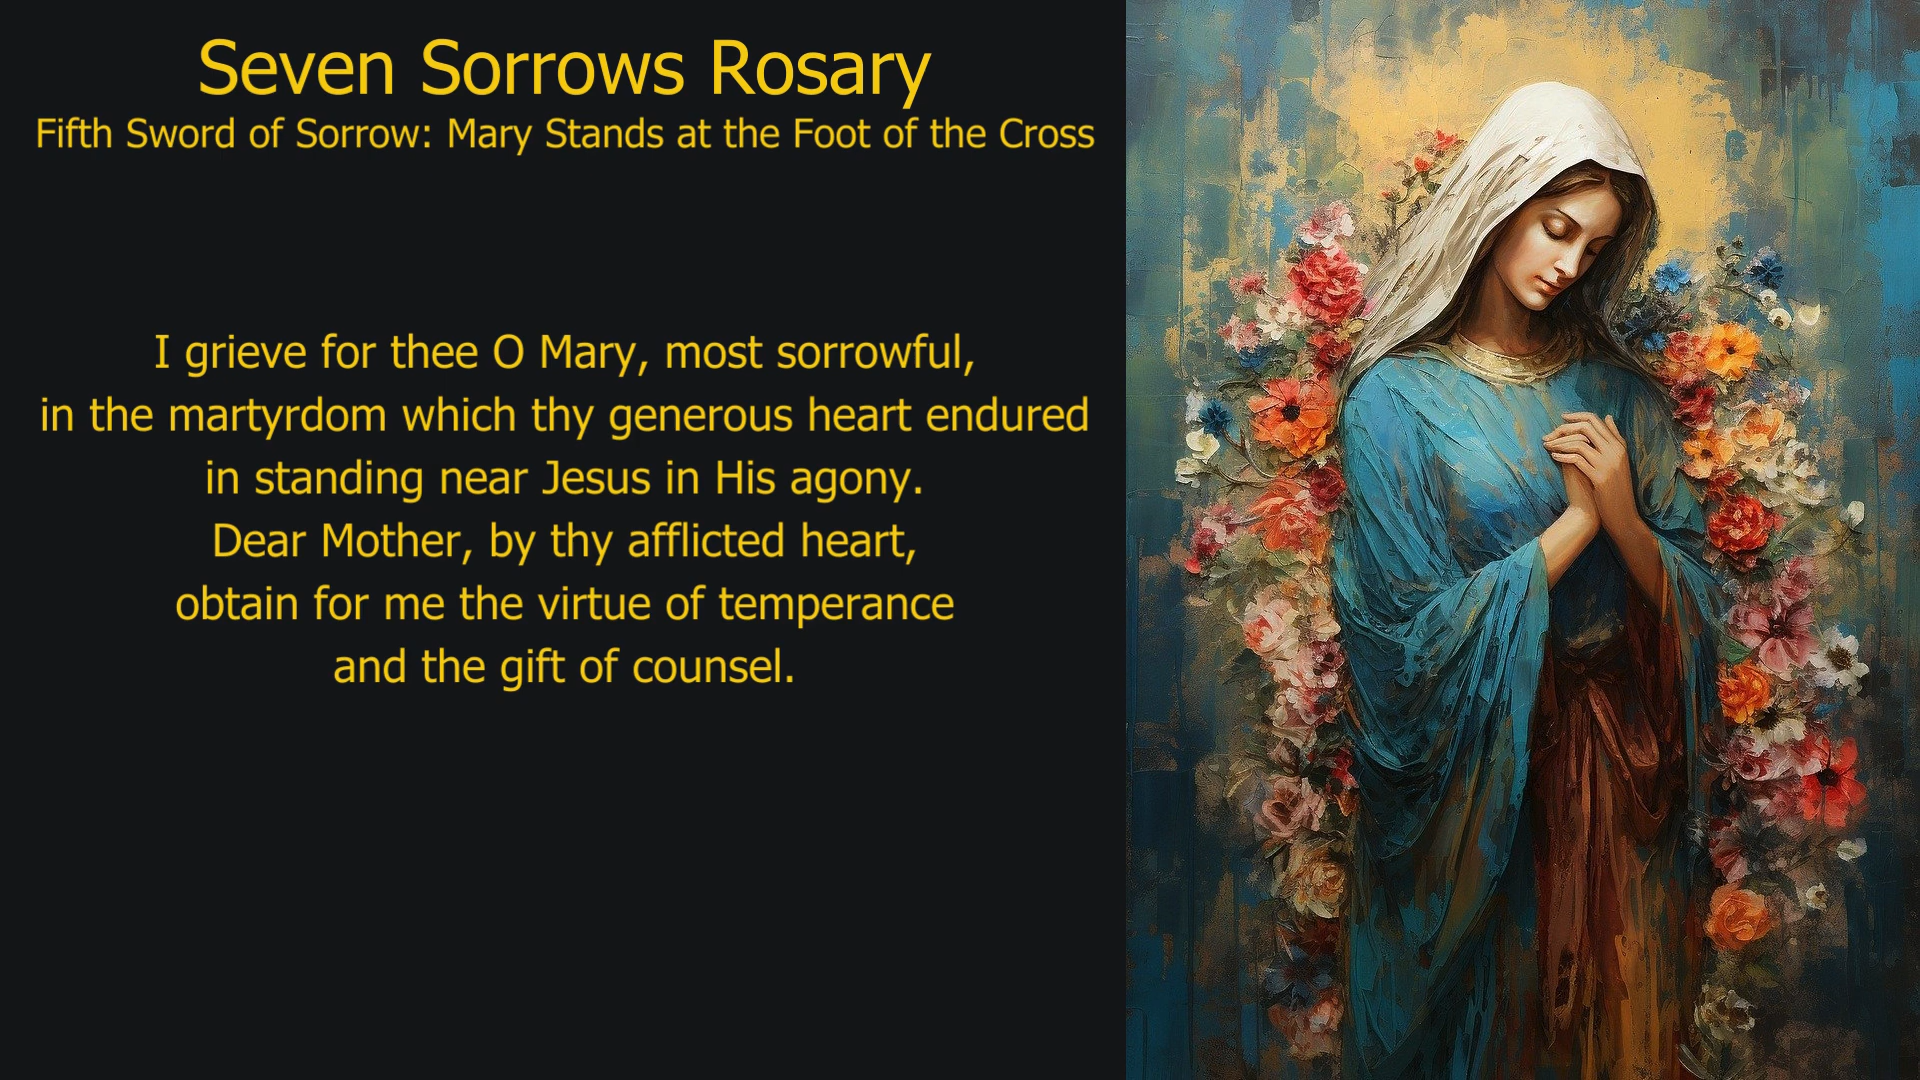 Seven Sorrows Rosary
Fifth Sword of Sorrow: Mary Stands at the Foot of the Cross
I grieve for thee O Mary, most sorrowful,
in the martyrdom which thy generous heart endured
in standing near Jesus in His agony.
Dear Mother, by thy afflicted heart,
obtain for me the virtue of temperance
and the gift of counsel.